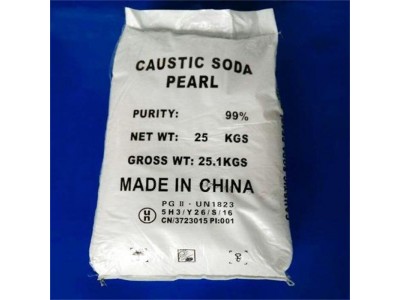 CAUSTIC SODA
PEARL
PURITY: 99%
NET WT: 25 KGS
GROSS WT: 25.1KGS
MADE IN CHINA
PG II - UN1823
5H3/Y26/S/16
CN/3723015 PI:001